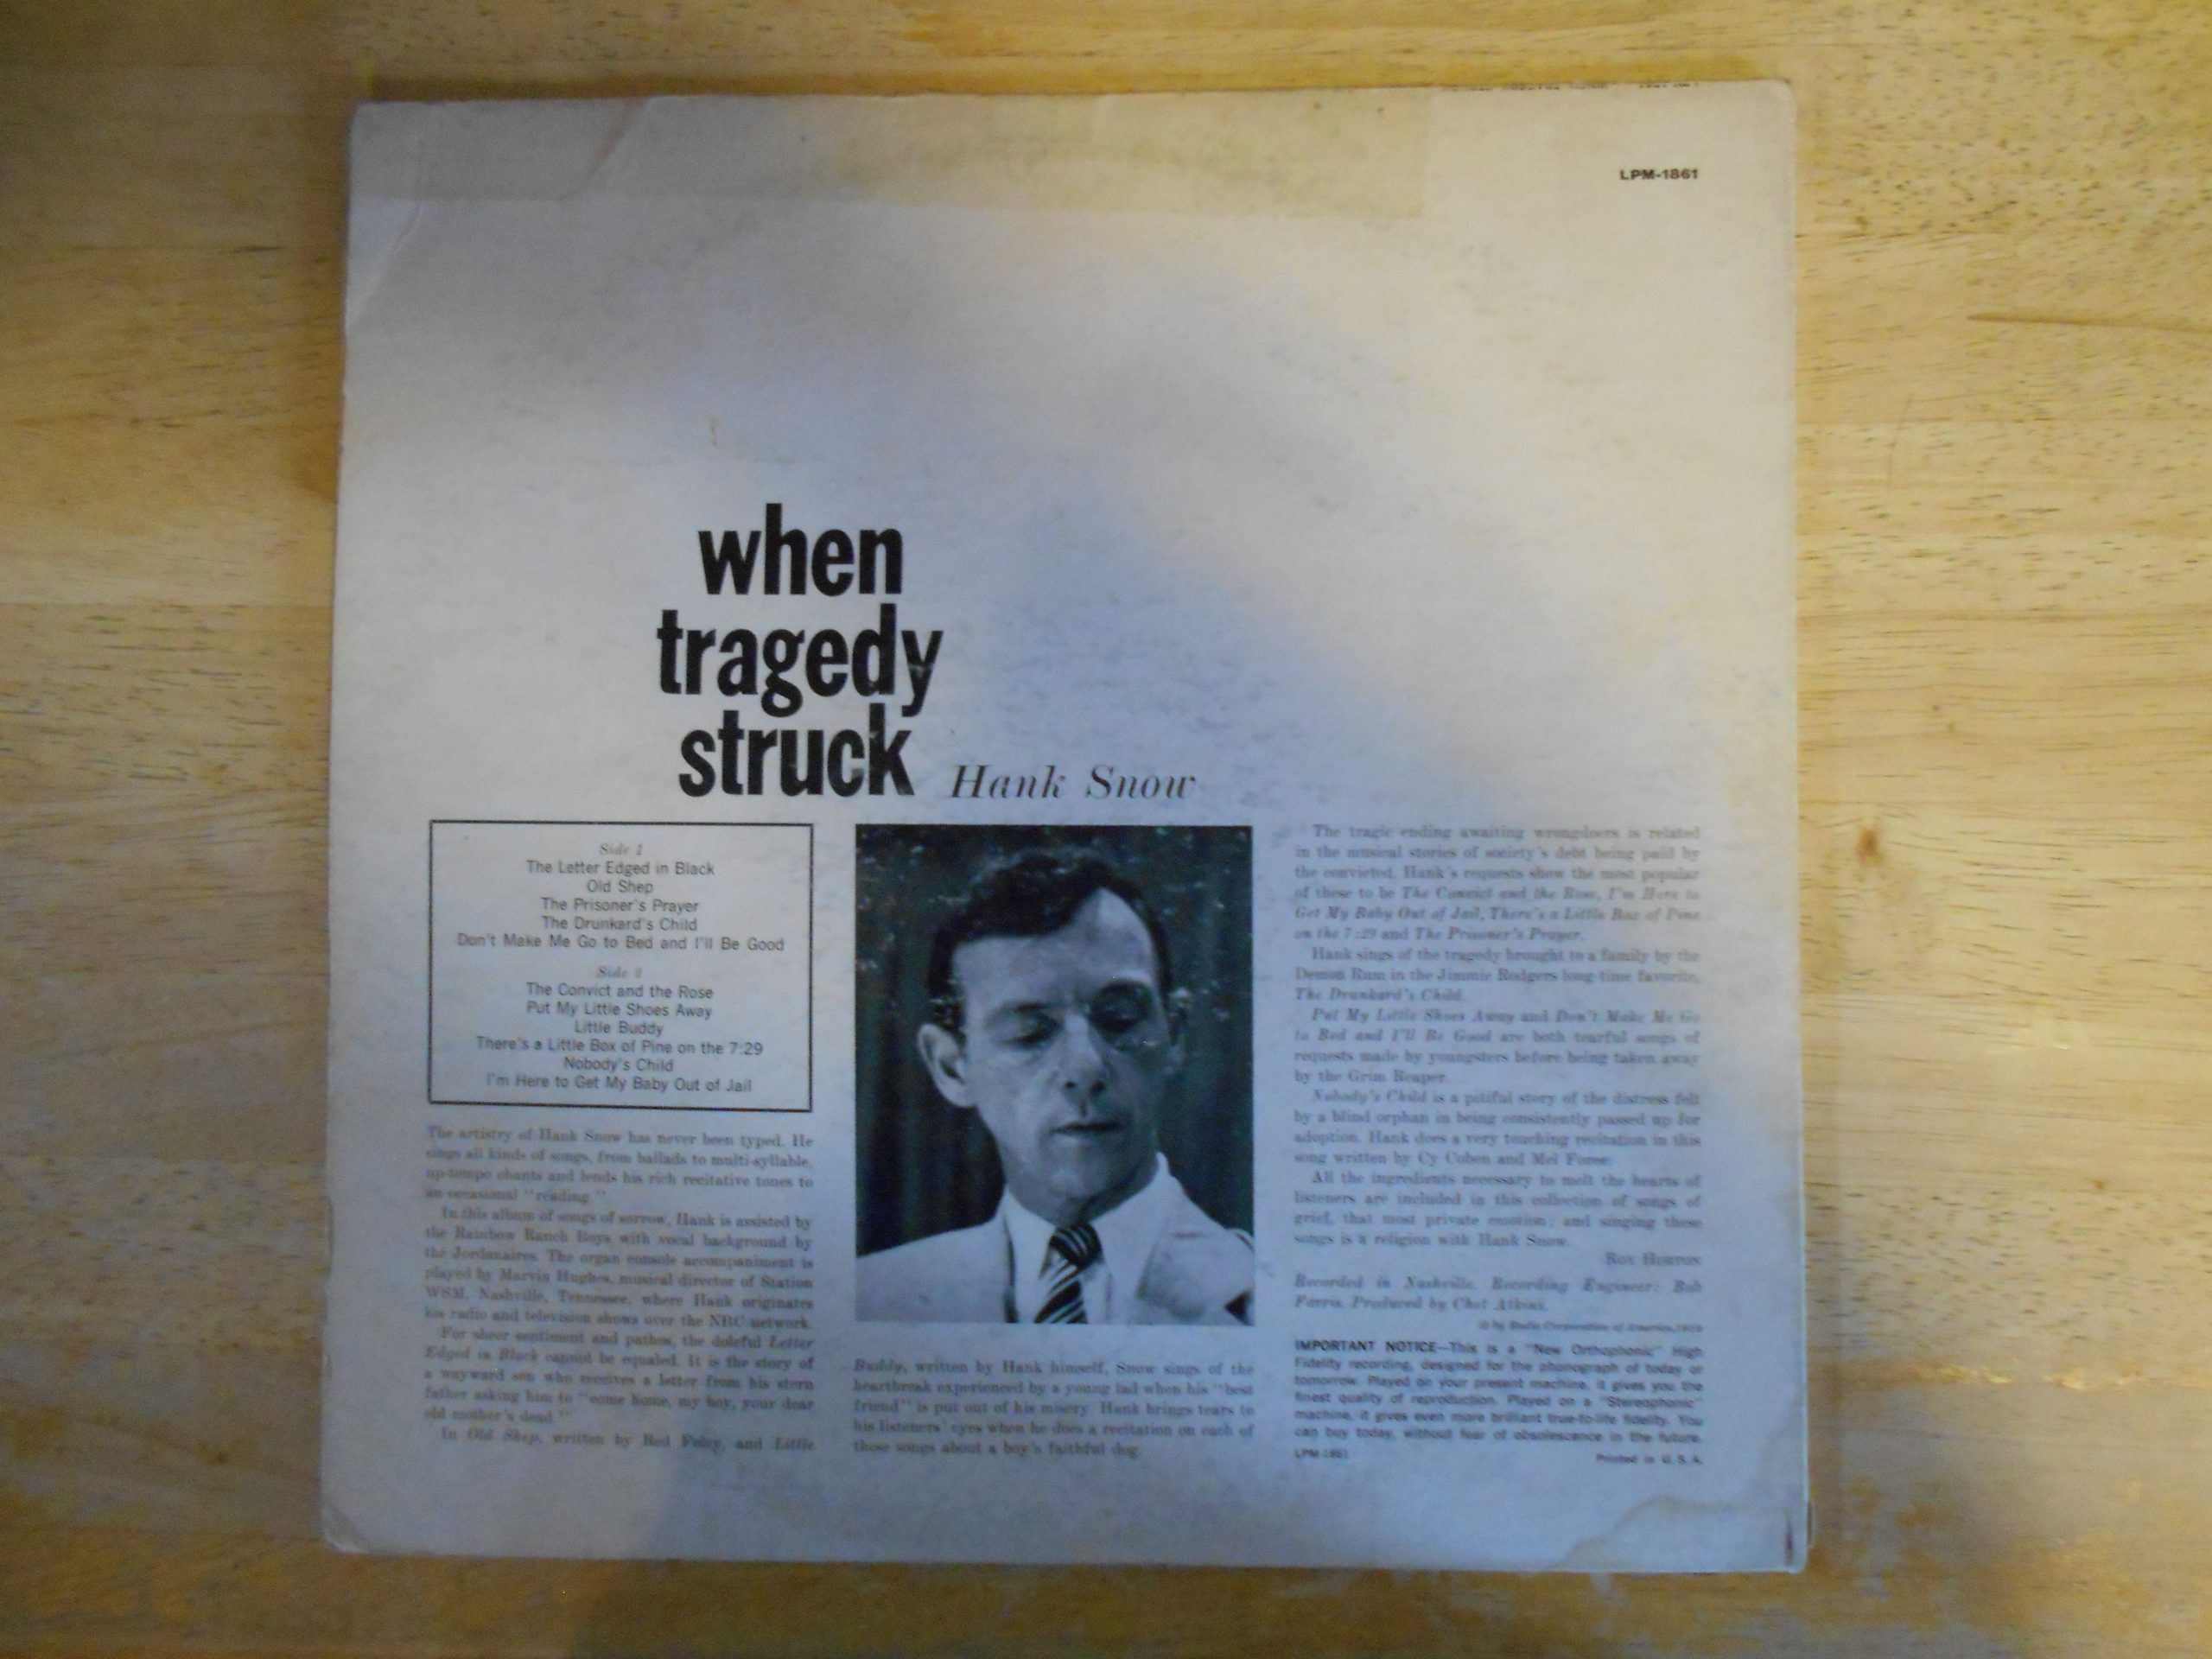 LPM-1861
when
tragedy
struck
Hank Snow
Side 1
The Letter Edged in Black
Old Shep
The Prisoner's Prayer
The Drunkard's Child
Don't Make Me Go to Bed and I'll Be Good
Side 2
The Convict and the Rose
Put My Little Shoes Away
Little Buddy
There's a Little Box of Pine on the 7:29
Nobody's Child
I'm Here to Get My Baby Out of Jail
The artistry of Hank Snow has never been typed. He
sings all kinds of songs, from ballads to multi-syllable,
up-tempo chants and lends his rich recitative tones to
an occasional "reading."
In this album of songs of sorrow, Hank is assisted by
the Rainbow Ranch Boys with vocal background by
the Jordanaires. The organ console accompaniment is
played by Marvin Hughes, musical director of Station
WSM, Nashville, Tennessee, where Hank originates
his radio and television shows over the NBC network.
For sheer sentiment and pathos, the doleful Letter
Edged in Black cannot be equaled. It is the story of
a wayward son who receives a letter from his stern
father asking him to "come home, my boy, your dear
old mother's dead."
In Old Shep, written by Red Foley, and Little
Buddy, written by Hank himself, Snow sings of the
heartbreak experienced by a young lad when his "best
friend" is put out of his misery. Hank brings tears to
his listeners' eyes when he does a recitation on each of
these songs about a boy's faithful dog.
The tragic ending awaiting wrongdoers is related
in the musical stories of society's debt being paid by
the convicted. Hank's requests show the most popular
of these to be The Convict and the Rose, I'm Here to
Get My Baby Out of Jail, There's a Little Box of Pine
on the 7:29 and The Prisoner's Prayer.
Hank sings of the tragedy brought to a family by the
Demon Rum in the Jimmie Rodgers long-time favorite,
The Drunkard's Child.
Put My Little Shoes Away and Don't Make Me Go
to Bed and I'll Be Good are both tearful songs of
requests made by youngsters before being taken away
by the Grim Reaper.
Nobody's Child is a pitiful story of the distress felt
by a blind orphan in being consistently passed up for
adoption. Hank does a very touching recitation in this
song written by Cy Coben and Mel Foree.
All the ingredients necessary to melt the hearts of
listeners are included in this collection of songs of
grief, that most private emotion; and singing these
songs is a religion with Hank Snow.
Roy Horton
Recorded in Nashville. Recording Engineer: Bob
Farris. Produced by Chet Atkins.
© by Radio Corporation of America,
IMPORTANT NOTICE—This is a "New Orthophonic" High
Fidelity recording, designed for the phonograph of today or
tomorrow. Played on your present machine, it gives you the
finest quality of reproduction. Played on a "Stereophonic"
machine, it gives even more brilliant true-to-life fidelity. You
can buy today, without fear of obsolescence in the future.
LPM-1861
Printed in U. S. A.